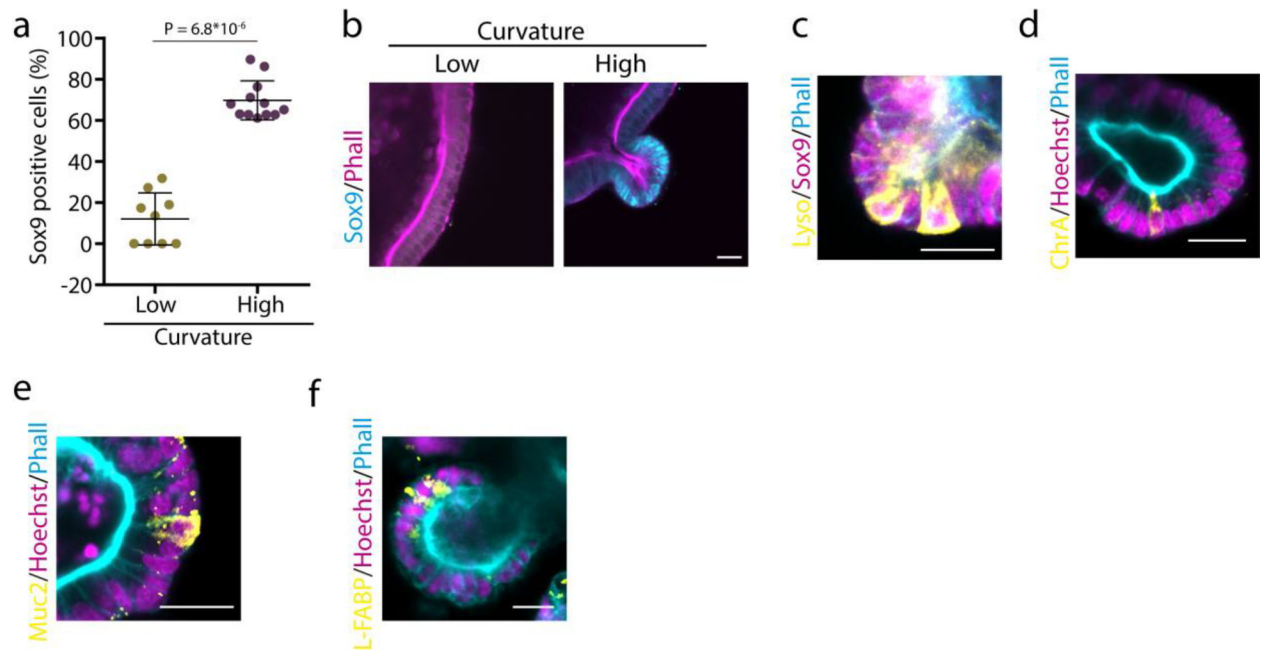 a
P = 6.8*10-6
Sox9 positive cells (%)
100
80
60
40
20
0
-20
Low
High
Curvature
b
Curvature
Low
High
Sox9/Phall
c
Lyso/Sox9/Phall
d
ChrA/Hoechst/Phall
e
Muc2/Hoechst/Phall
f
L-FABP/Hoechst/Phall